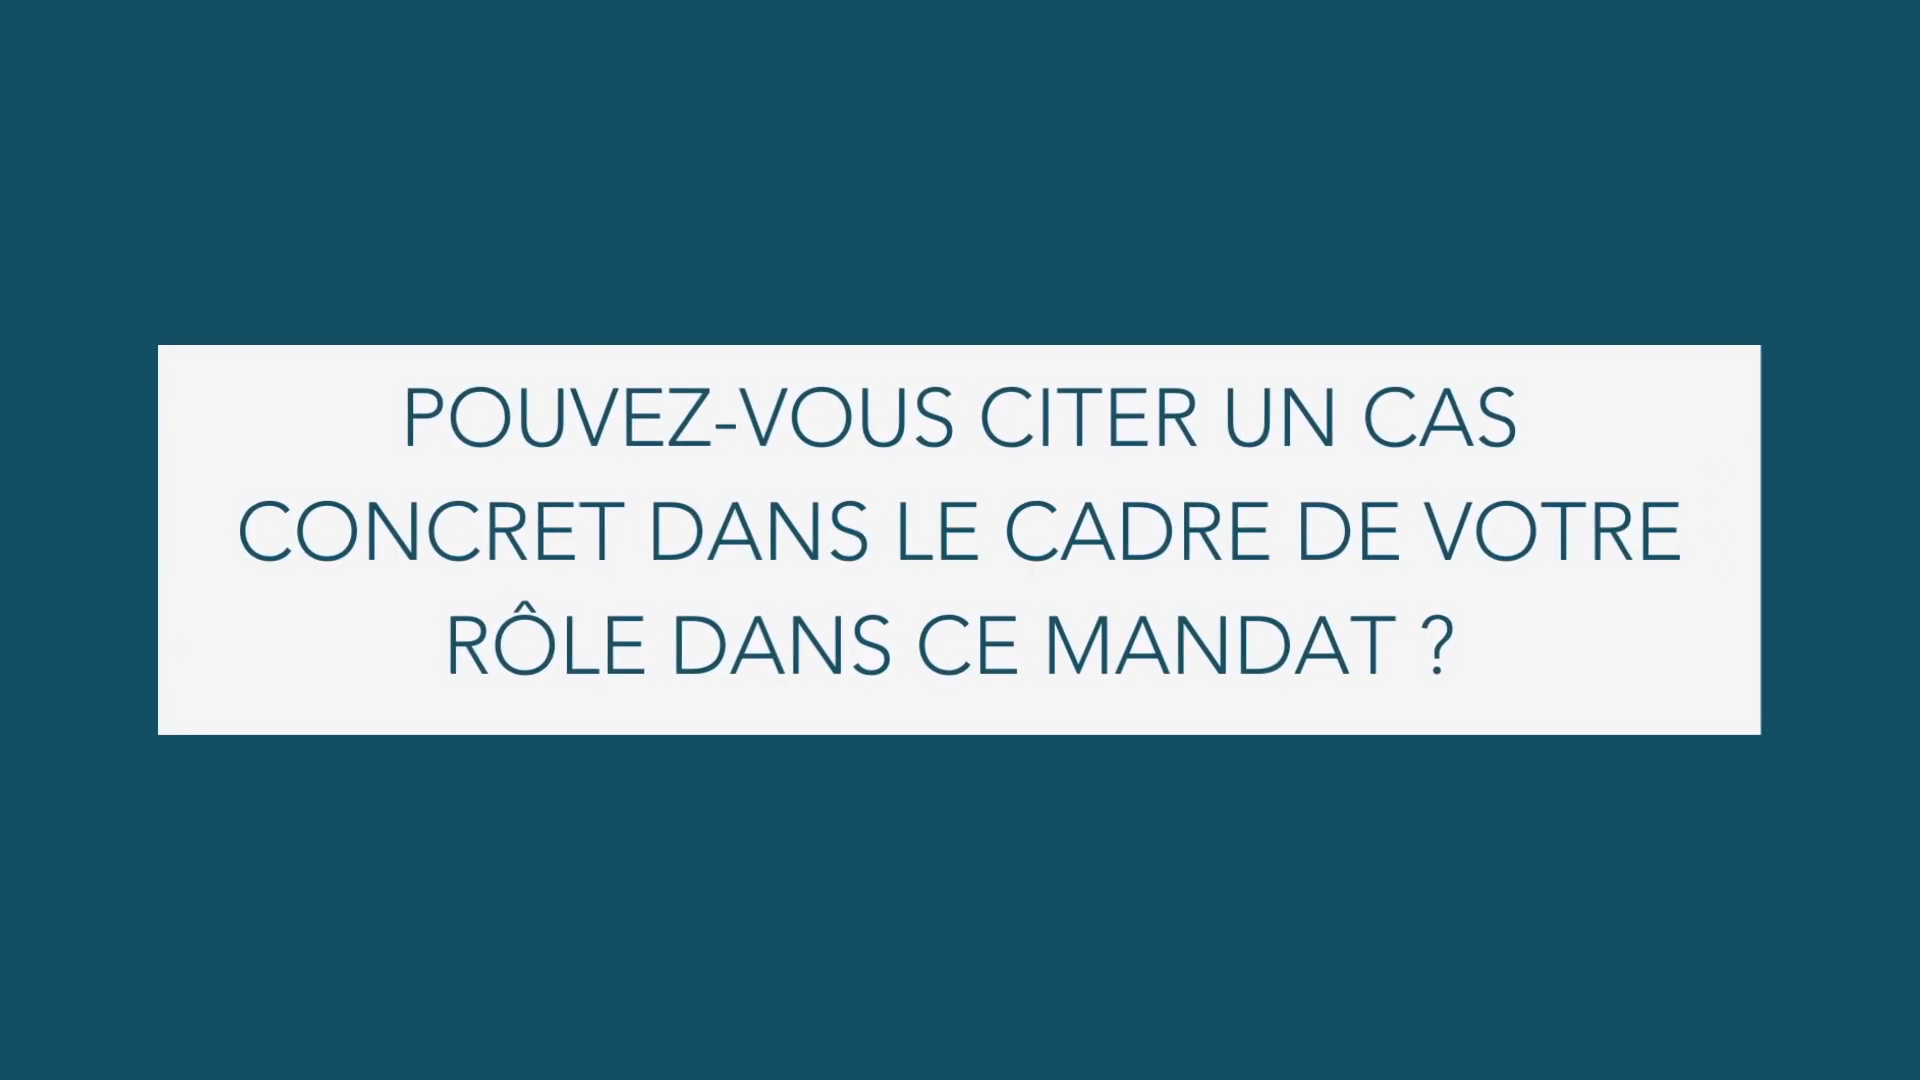 POUVEZ-VOUS CITER UN CAS
CONCRET DANS LE CADRE DE VOTRE
RÔLE DANS CE MANDAT ?